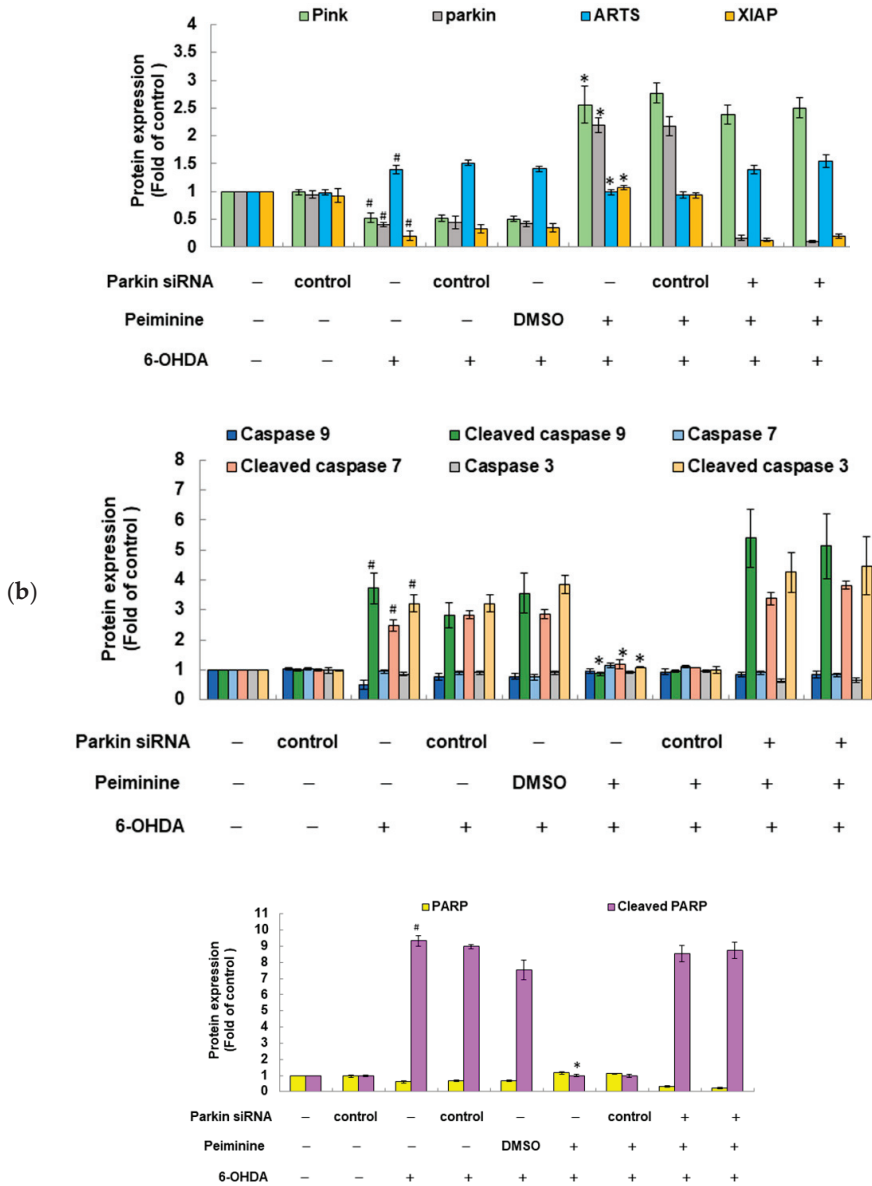 Pink parkin ARTS XIAP
Protein expression
(Fold of control )
4
3.5
3
2.5
2
1.5
1
0.5
0
# # # #
* * * *
Parkin siRNA – control – control – – control + +
Peiminine – – – – DMSO + + + +
6-OHDA – – + + + + + + +
Caspase 9 Cleaved caspase 9 Caspase 7
Cleaved caspase 7 Caspase 3 Cleaved caspase 3
(b)
Protein expression
(Fold of control )
8
7
6
5
4
3
2
1
0
# # #
* * *
Parkin siRNA – control – control – – control + +
Peiminine – – – – DMSO + + + +
6-OHDA – – + + + + + + +
PARP Cleaved PARP
Protein expression
(Fold of control )
11
10
9
8
7
6
5
4
3
2
1
0
#
*
Parkin siRNA – control – control – – control + +
Peiminine – – – – DMSO + + + +
6-OHDA – – + + + + + + +